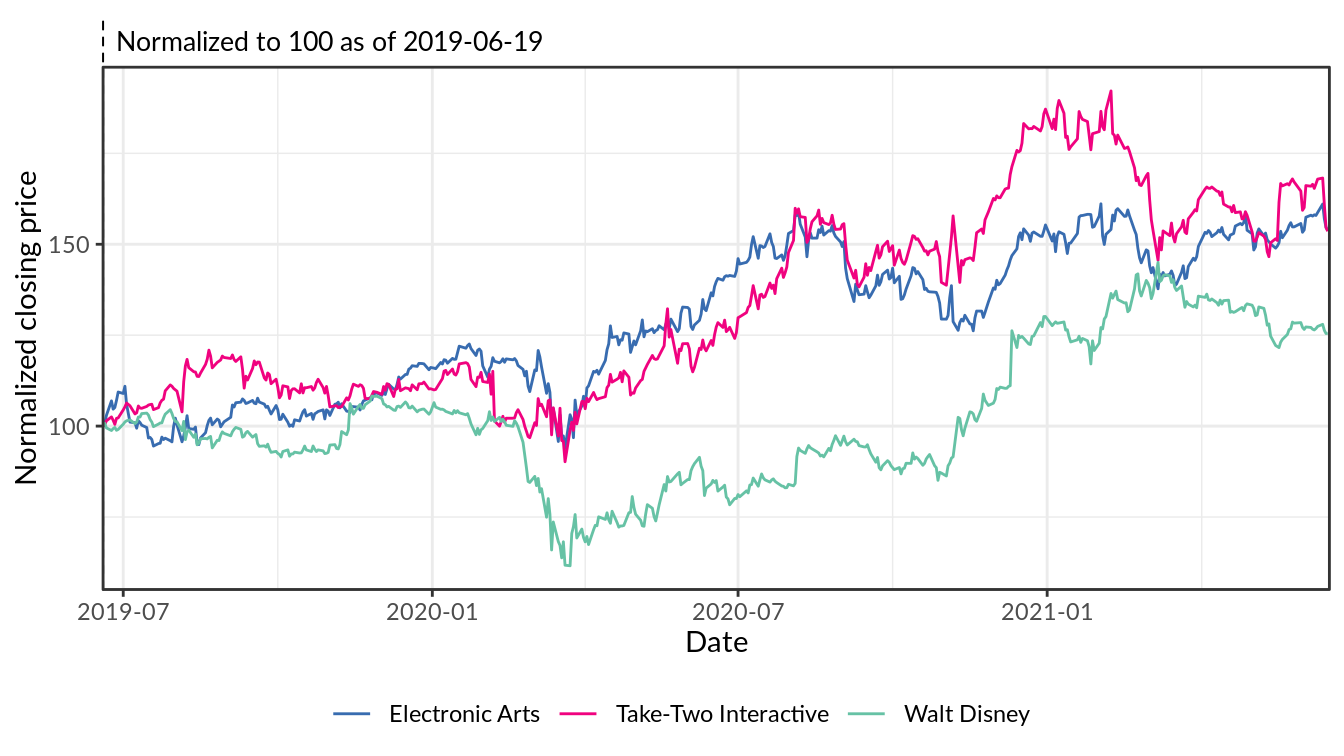 Normalized to 100 as of 2019-06-19
Normalized closing price
150
100
2019-07 2020-01 2020-07 2021-01
Date
Electronic Arts Take-Two Interactive Walt Disney